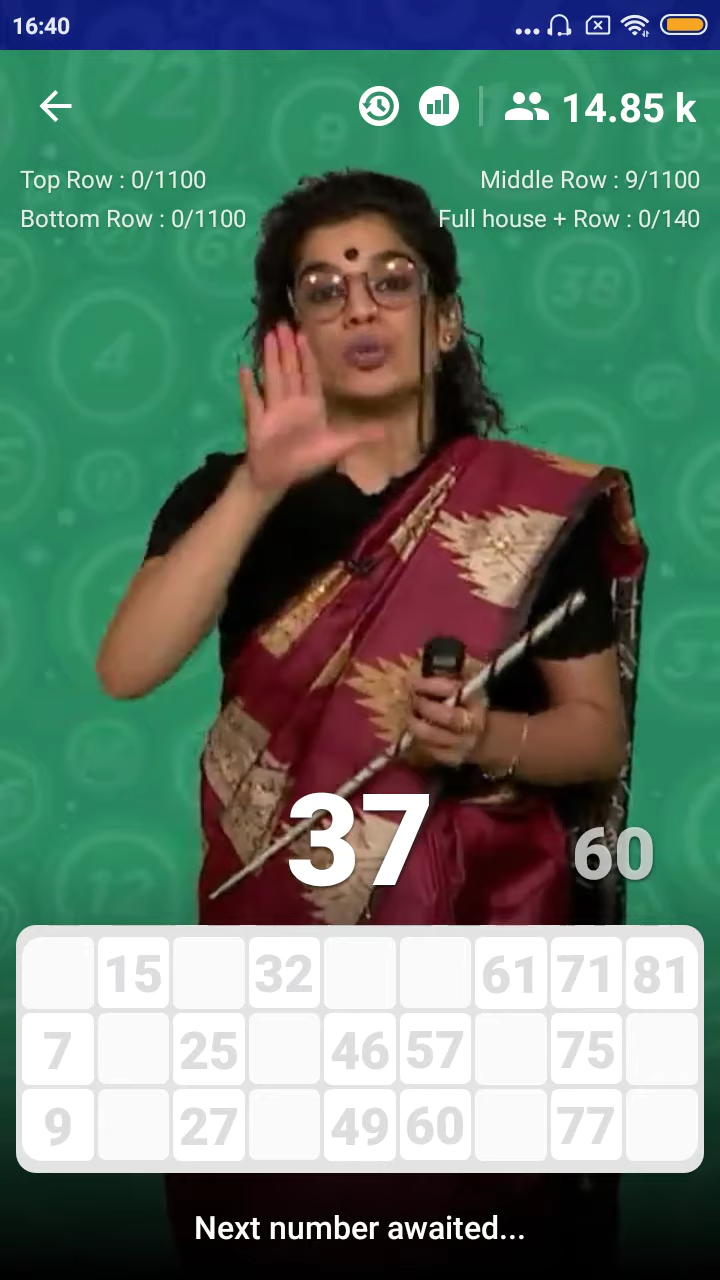 16:40
14.85 k
Top Row : 0/1100
Middle Row : 9/1100
Bottom Row : 0/1100
Full house + Row : 0/140
37
60
15 32 61 71 81
7 25 46 57 75
9 27 49 60 77
Next number awaited...